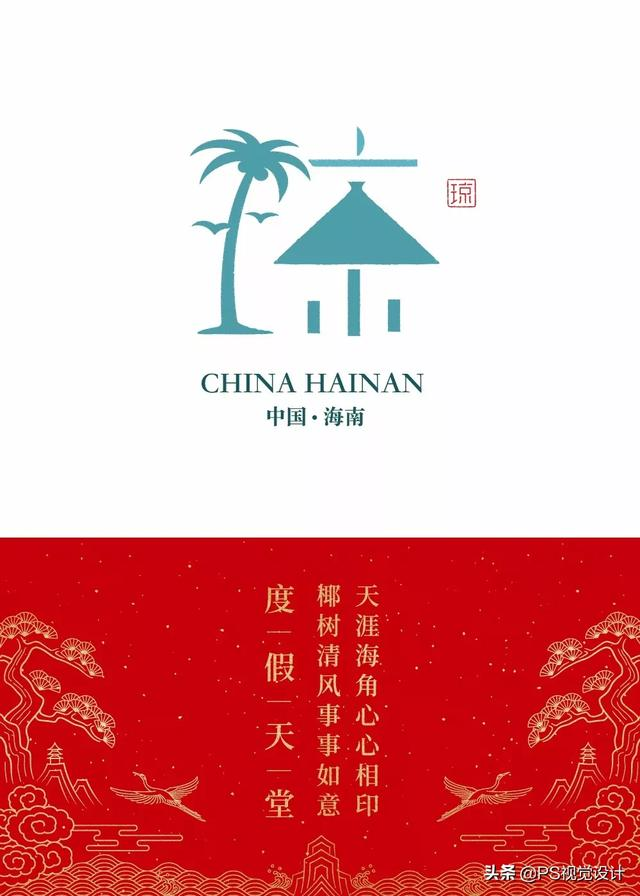 琼
CHINA HAINAN
中国·海南
天涯海角心心相印
椰树清风事事如意
度假天堂
头条 @PS视觉设计